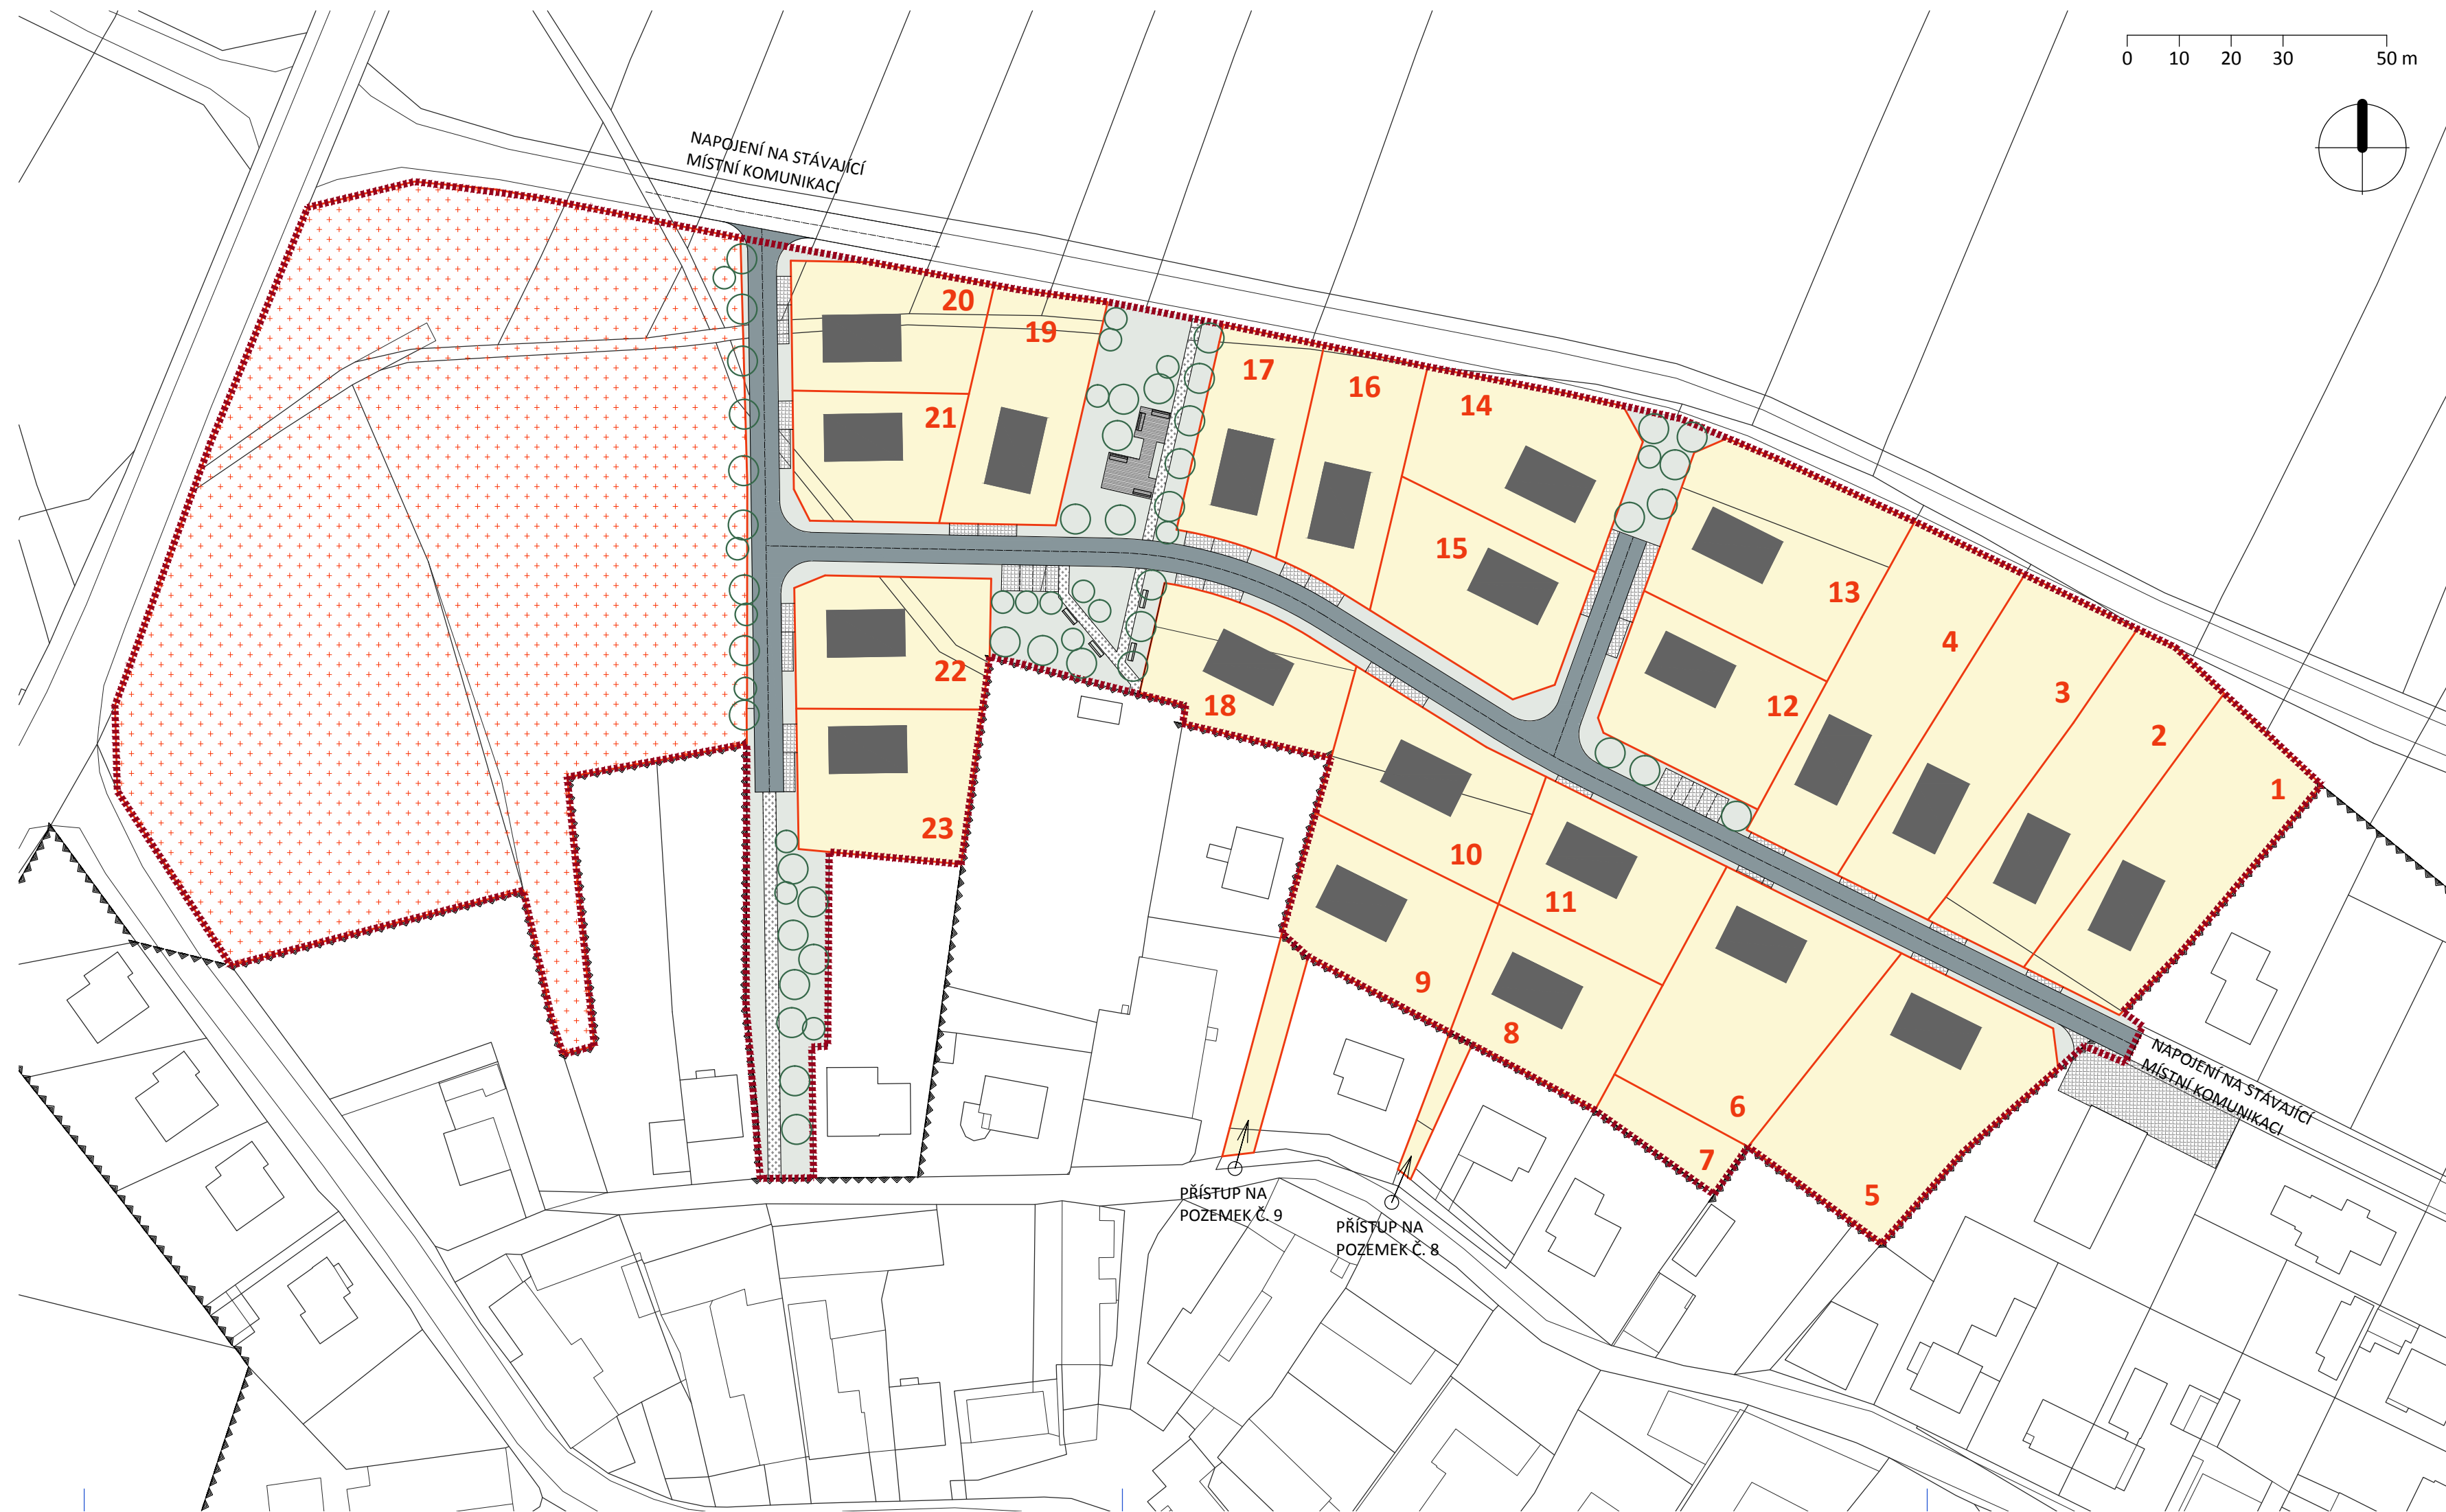 0 10 20 30 50 m
NAPOJENÍ NA STÁVAJÍCÍ
MÍSTNÍ KOMUNIKACI
20
19
21
17
16
14
15
13
4
3
2
1
12
22
18
23
10
11
9
8
6
7
5
NAPOJENÍ NA STÁVAJÍCÍ
MÍSTNÍ KOMUNIKACI
PŘÍSTUP NA
POZEMEK Č. 9
PŘÍSTUP NA
POZEMEK Č. 8